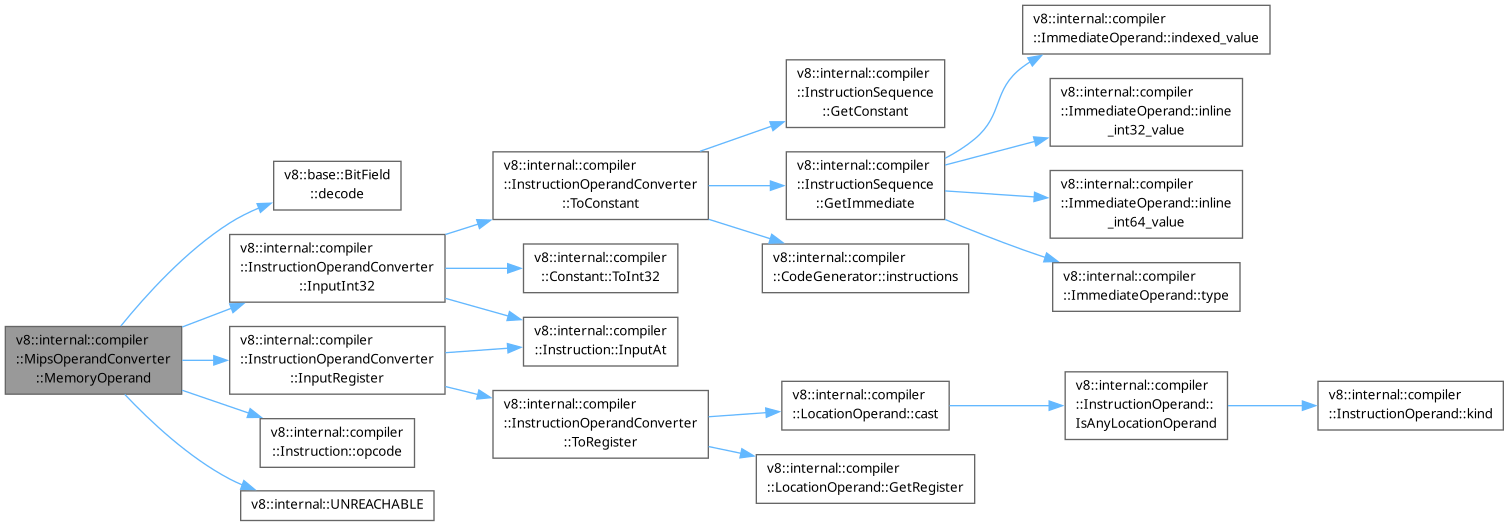 v8::internal::compiler
::MipsOperandConverter
::MemoryOperand
v8::base::BitField
::decode
v8::internal::compiler
::InstructionOperandConverter
::InputInt32
v8::internal::compiler
::InstructionOperandConverter
::InputRegister
v8::internal::compiler
::Instruction::opcode
v8::internal::UNREACHABLE
v8::internal::compiler
::InstructionOperandConverter
::ToConstant
v8::internal::compiler
::Constant::ToInt32
v8::internal::compiler
::Instruction::InputAt
v8::internal::compiler
::InstructionOperandConverter
::ToRegister
v8::internal::compiler
::InstructionSequence
::GetConstant
v8::internal::compiler
::InstructionSequence
::GetImmediate
v8::internal::compiler
::CodeGenerator::instructions
v8::internal::compiler
::LocationOperand::cast
v8::internal::compiler
::LocationOperand::GetRegister
v8::internal::compiler
::ImmediateOperand::indexed_value
v8::internal::compiler
::ImmediateOperand::inline
_int32_value
v8::internal::compiler
::ImmediateOperand::inline
_int64_value
v8::internal::compiler
::ImmediateOperand::type
v8::internal::compiler
::InstructionOperand::
IsAnyLocationOperand
v8::internal::compiler
::InstructionOperand::kind